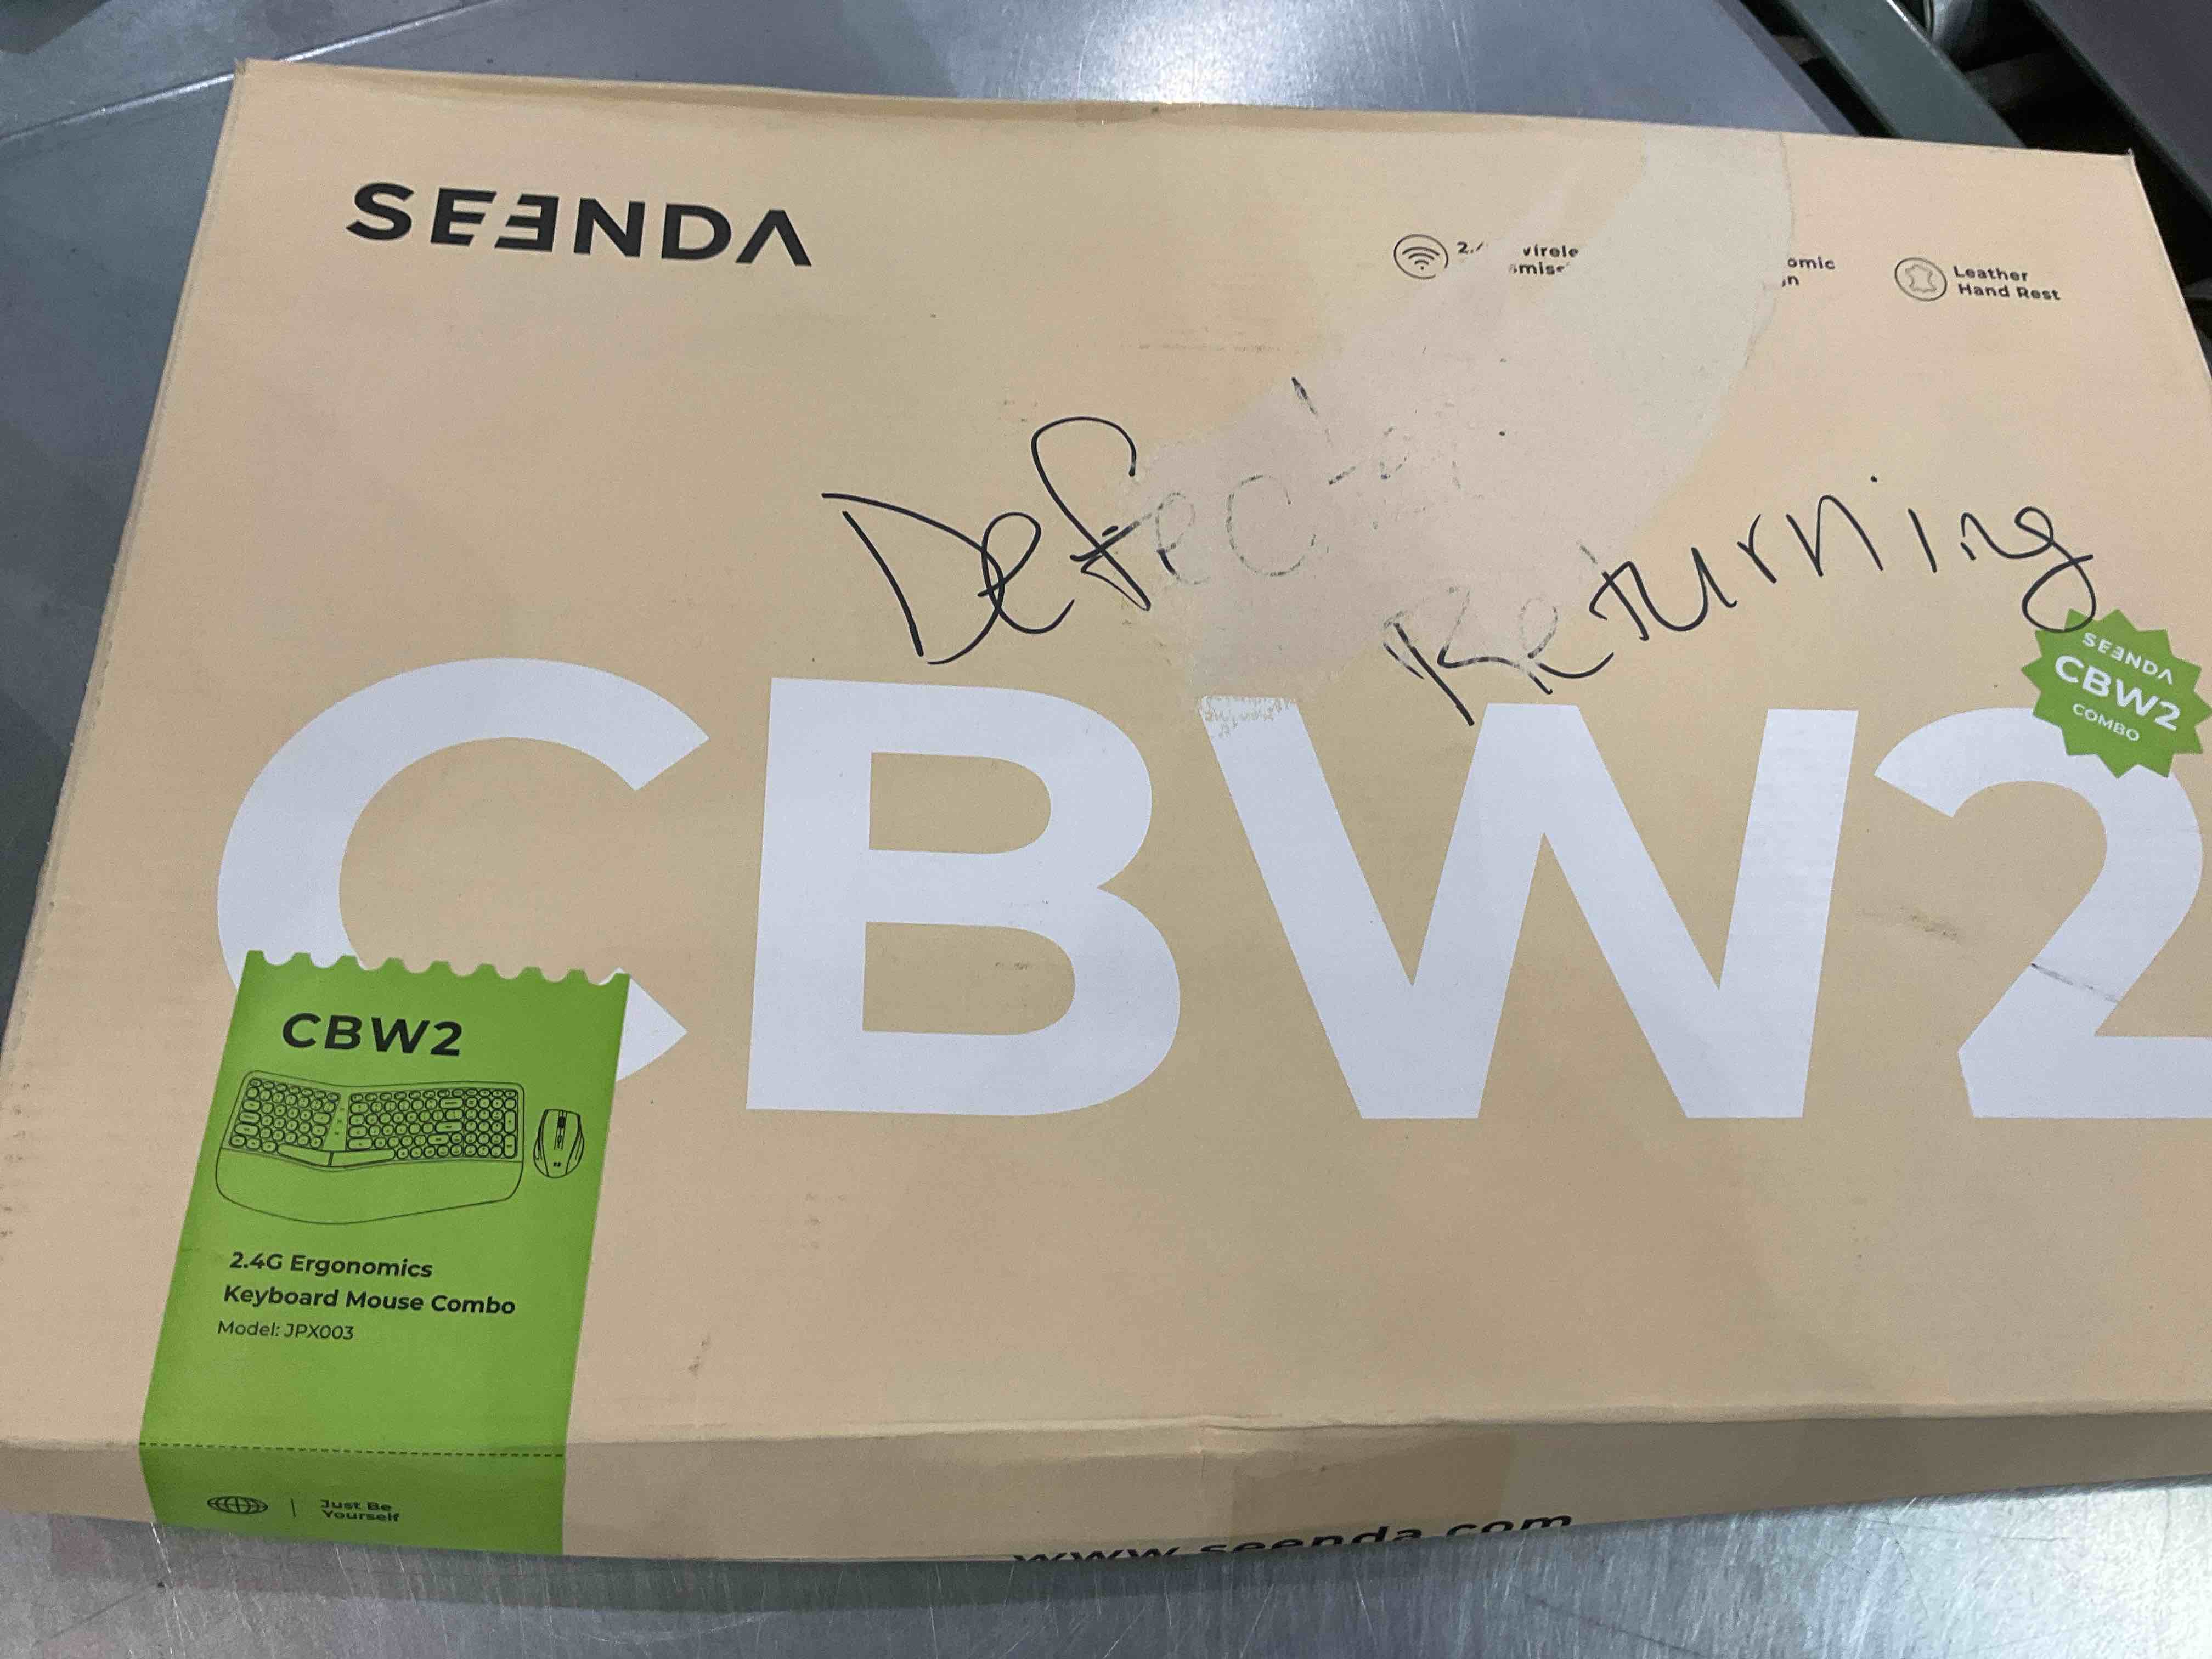 SEENDA
Leather
Hand Rest
Returning
SEENDA
CBW2
COMBO
CBW2
CBW2
2.4G Ergonomics
Keyboard Mouse Combo
Model: JPX003
Just Be
Yourself
www.seenda.com